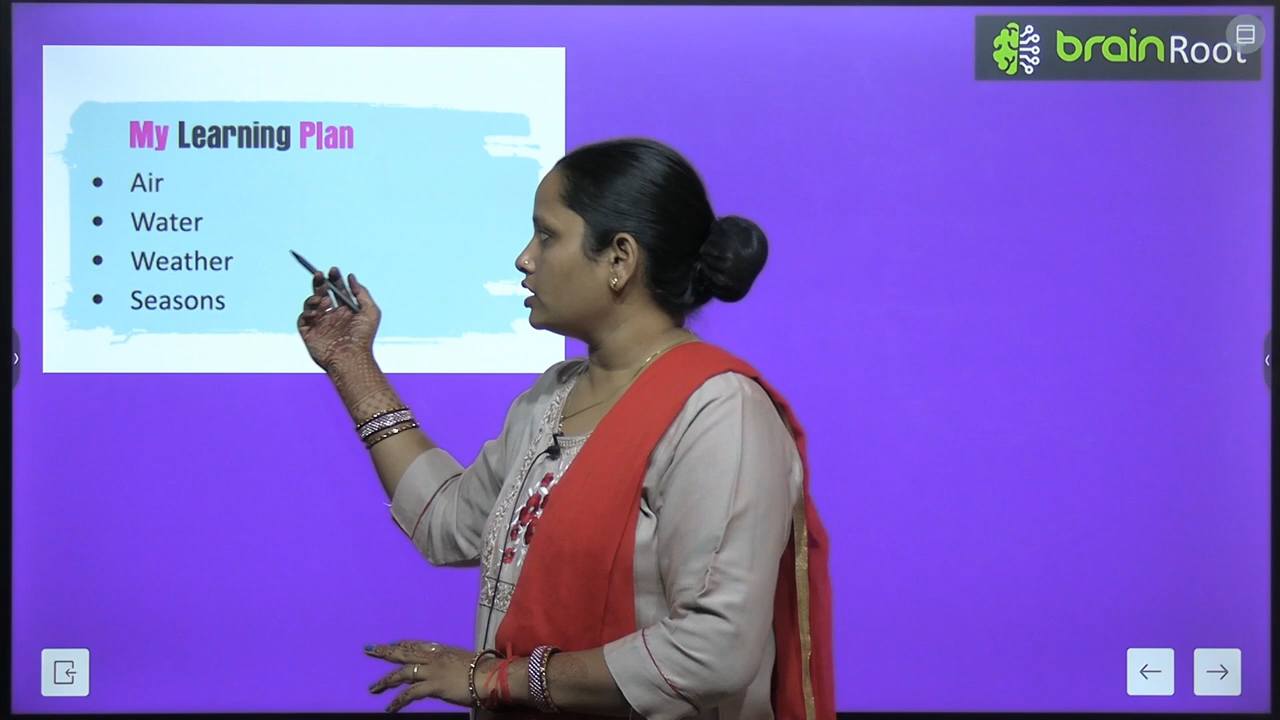 brainRoot
My Learning Plan
• Air
• Water
• Weather
• Seasons